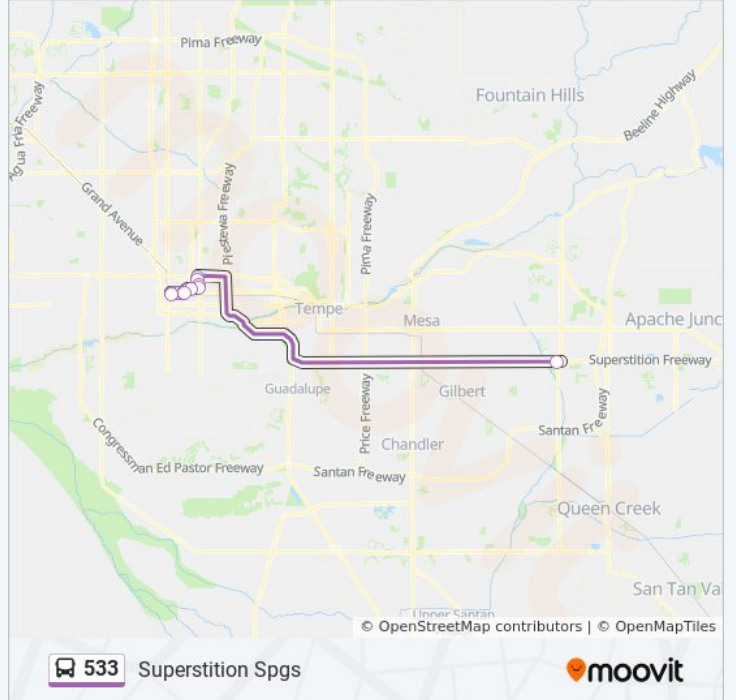 Pima Freeway
Fountain Hills
Beeline Highway
Agua Fria Freeway
Grand Avenue
Piestewa Freeway
Pima Freeway
Tempe
Mesa
Apache Junc
Superstition Freeway
Guadalupe
Gilbert
Price Freeway
Santan Freeway
Chandler
Congressman Ed Pastor Freeway
Santan Freeway
Queen Creek
San Tan Va
Upper Santan
© OpenStreetMap contributors | © OpenMapTiles
533 Superstition Spgs
moovit